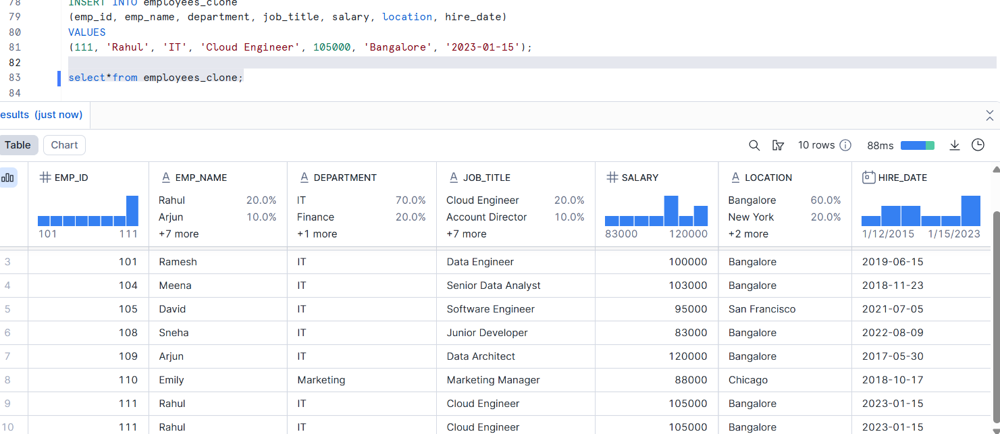 78 INSERT INTO employees_clone
79 (emp_id, emp_name, department, job_title, salary, location, hire_date)
80 VALUES
81 (111, 'Rahul', 'IT', 'Cloud Engineer', 105000, 'Bangalore', '2023-01-15');
82
83 select*from employees_clone;
84
esults (just now)
Table Chart 10 rows 88ms
EMP_ID EMP_NAME DEPARTMENT JOB_TITLE SALARY LOCATION HIRE_DATE
Rahul 20.0% IT 70.0% Cloud Engineer 20.0% Bangalore 60.0%
Arjun 10.0% Finance 20.0% Account Director 10.0% New York 20.0%
101 111 +7 more +1 more +7 more 83000 120000 +2 more 1/12/2015 1/15/2023
3 101 Ramesh IT Data Engineer 100000 Bangalore 2019-06-15
4 104 Meena IT Senior Data Analyst 103000 Bangalore 2018-11-23
5 105 David IT Software Engineer 95000 San Francisco 2021-07-05
6 108 Sneha IT Junior Developer 83000 Bangalore 2022-08-09
7 109 Arjun IT Data Architect 120000 Bangalore 2017-05-30
8 110 Emily Marketing Marketing Manager 88000 Chicago 2018-10-17
9 111 Rahul IT Cloud Engineer 105000 Bangalore 2023-01-15
10 111 Rahul IT Cloud Engineer 105000 Bangalore 2023-01-15